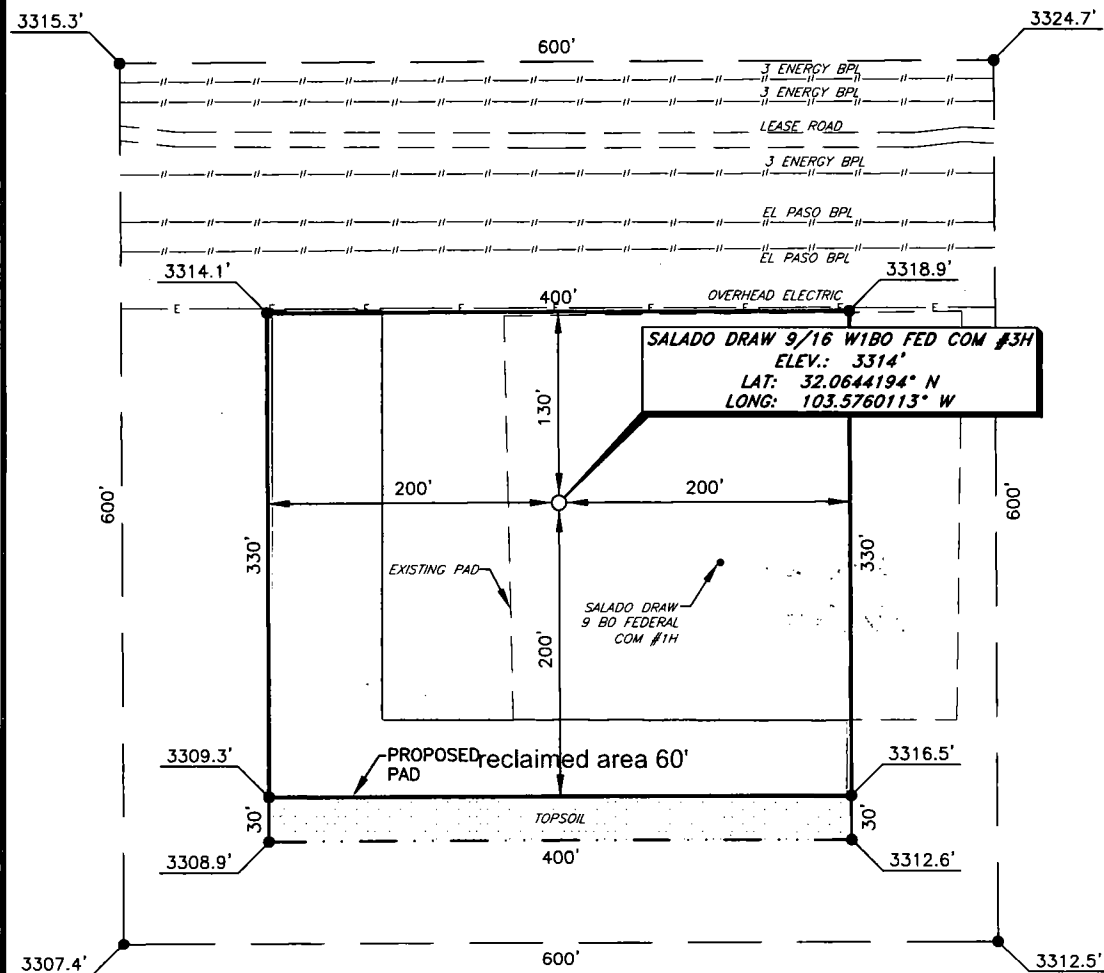 3315.3'
3324.7'
600'
3 ENERGY BPL
3 ENERGY BPL
LEASE ROAD
3 ENERGY BPL
EL PASO BPL
EL PASO BPL
3314.1'
3318.9'
OVERHEAD ELECTRIC
400'
E E E E E E E E E
SALADO DRAW 9/16 W1BO FED COM #3H
ELEV.: 3314'
LAT: 32.0644194° N
LONG: 103.5760113° W
130'
200'
200'
600'
600'
330'
330'
EXISTING PAD
SALADO DRAW
9 BO FEDERAL
COM #1H
200'
3309.3'
PROPOSED
PAD
reclaimed area 60'
3316.5'
30'
TOPSOIL
30'
3308.9'
400'
3312.6'
3307.4'
600'
3312.5'